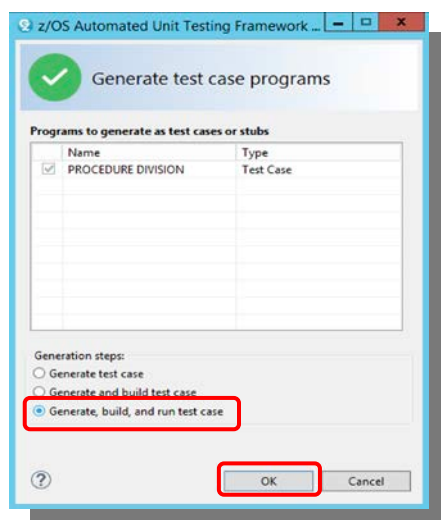 z/OS Automated Unit Testing Framework ...
Generate test case programs
Programs to generate as test cases or stubs
Name Type
PROCEDURE DIVISION Test Case
Generation steps:
Generate test case
Generate and build test case
Generate, build, and run test case
? OK Cancel